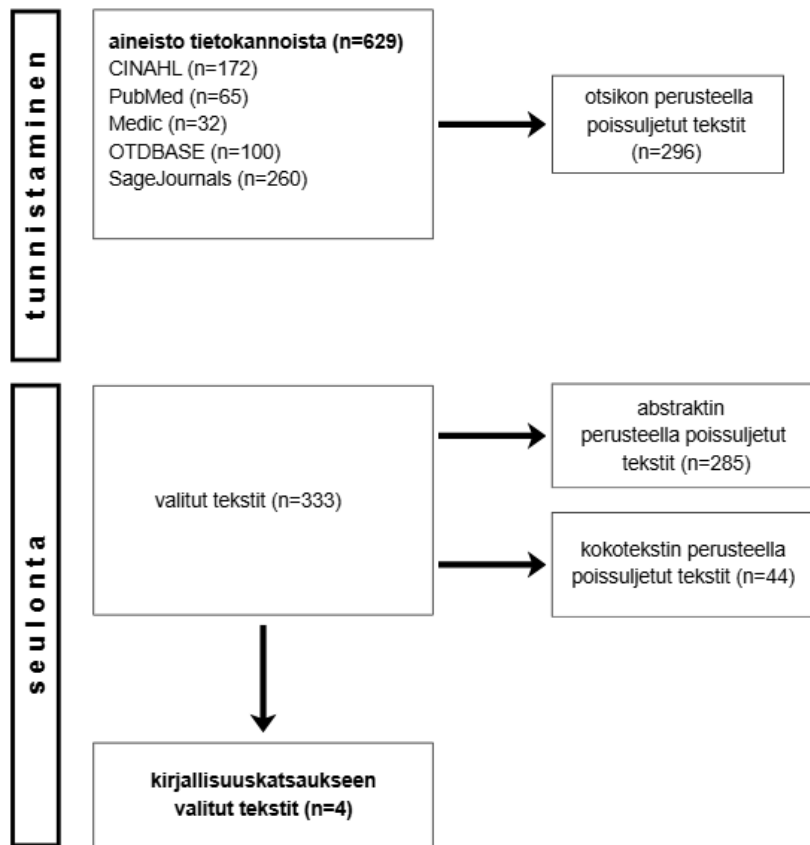 tunnistaminen
aineisto tietokannoista (n=629)
CINAHL (n=172)
PubMed (n=65)
Medic (n=32)
OTDBASE (n=100)
SageJournals (n=260)
otsikon perusteella
poissuljetut tekstit
(n=296)
seulonta
valitut tekstit (n=333)
abstraktin
perusteella poissuljetut
tekstit (n=285)
kokotekstin perusteella
poissuljetut tekstit (n=44)
kirjallisuuskatsaukseen
valitut tekstit (n=4)